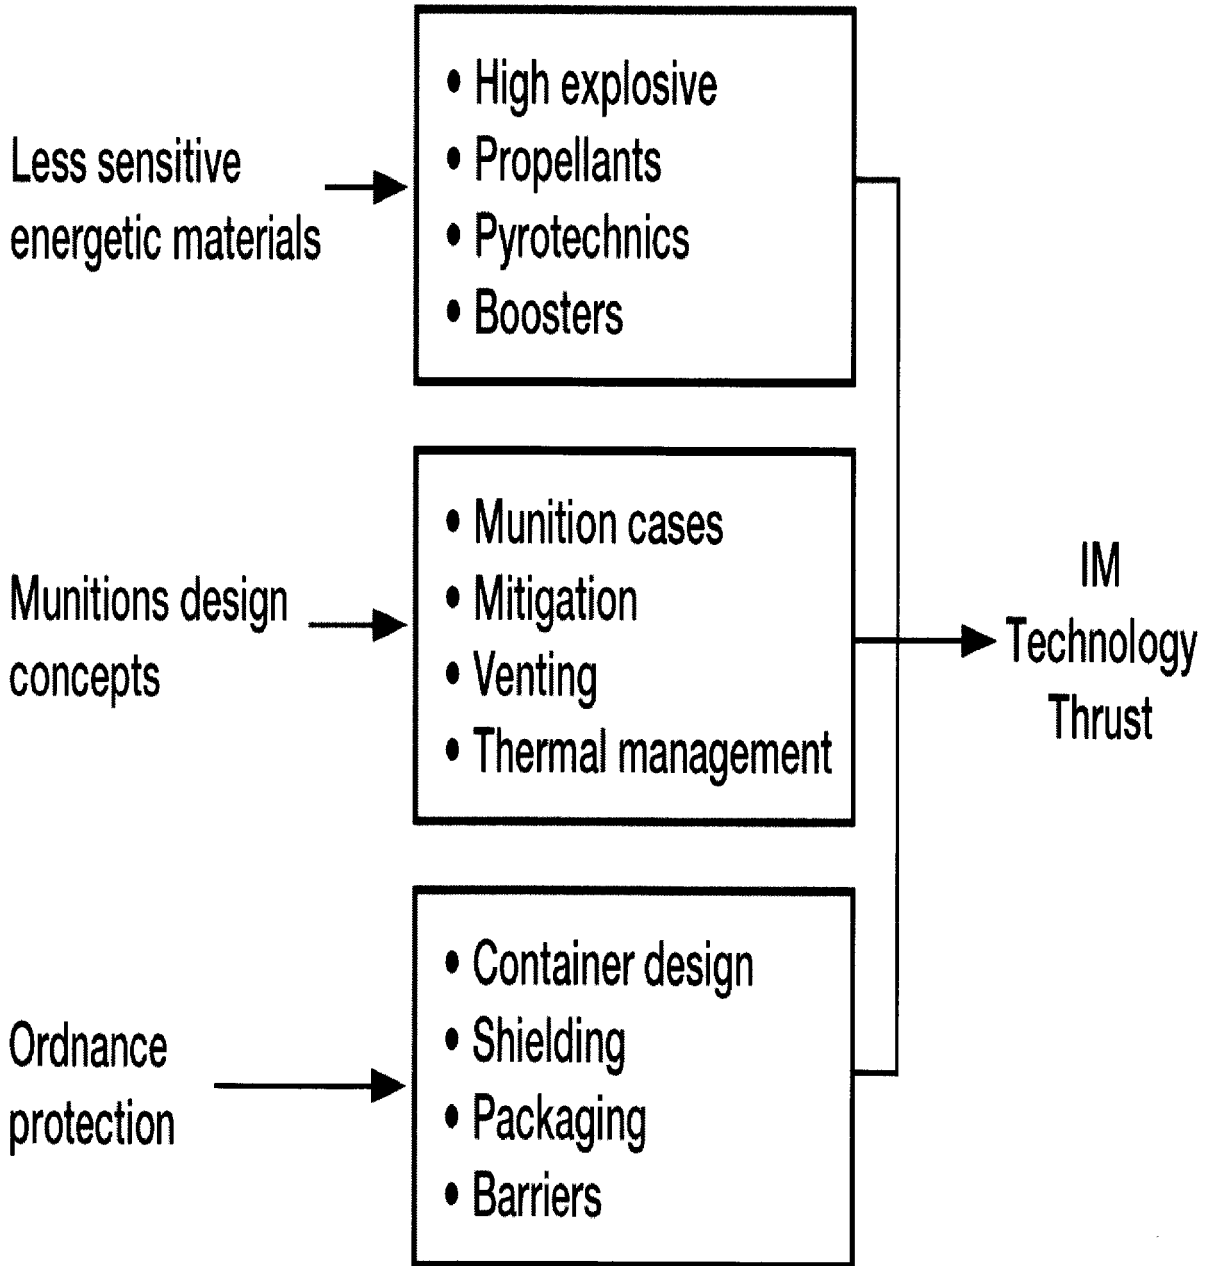 Less sensitive
energetic materials
• High explosive
• Propellants
• Pyrotechnics
• Boosters
Munitions design
concepts
• Munition cases
• Mitigation
• Venting
• Thermal management
Ordnance
protection
• Container design
• Shielding
• Packaging
• Barriers
IM
Technology
Thrust